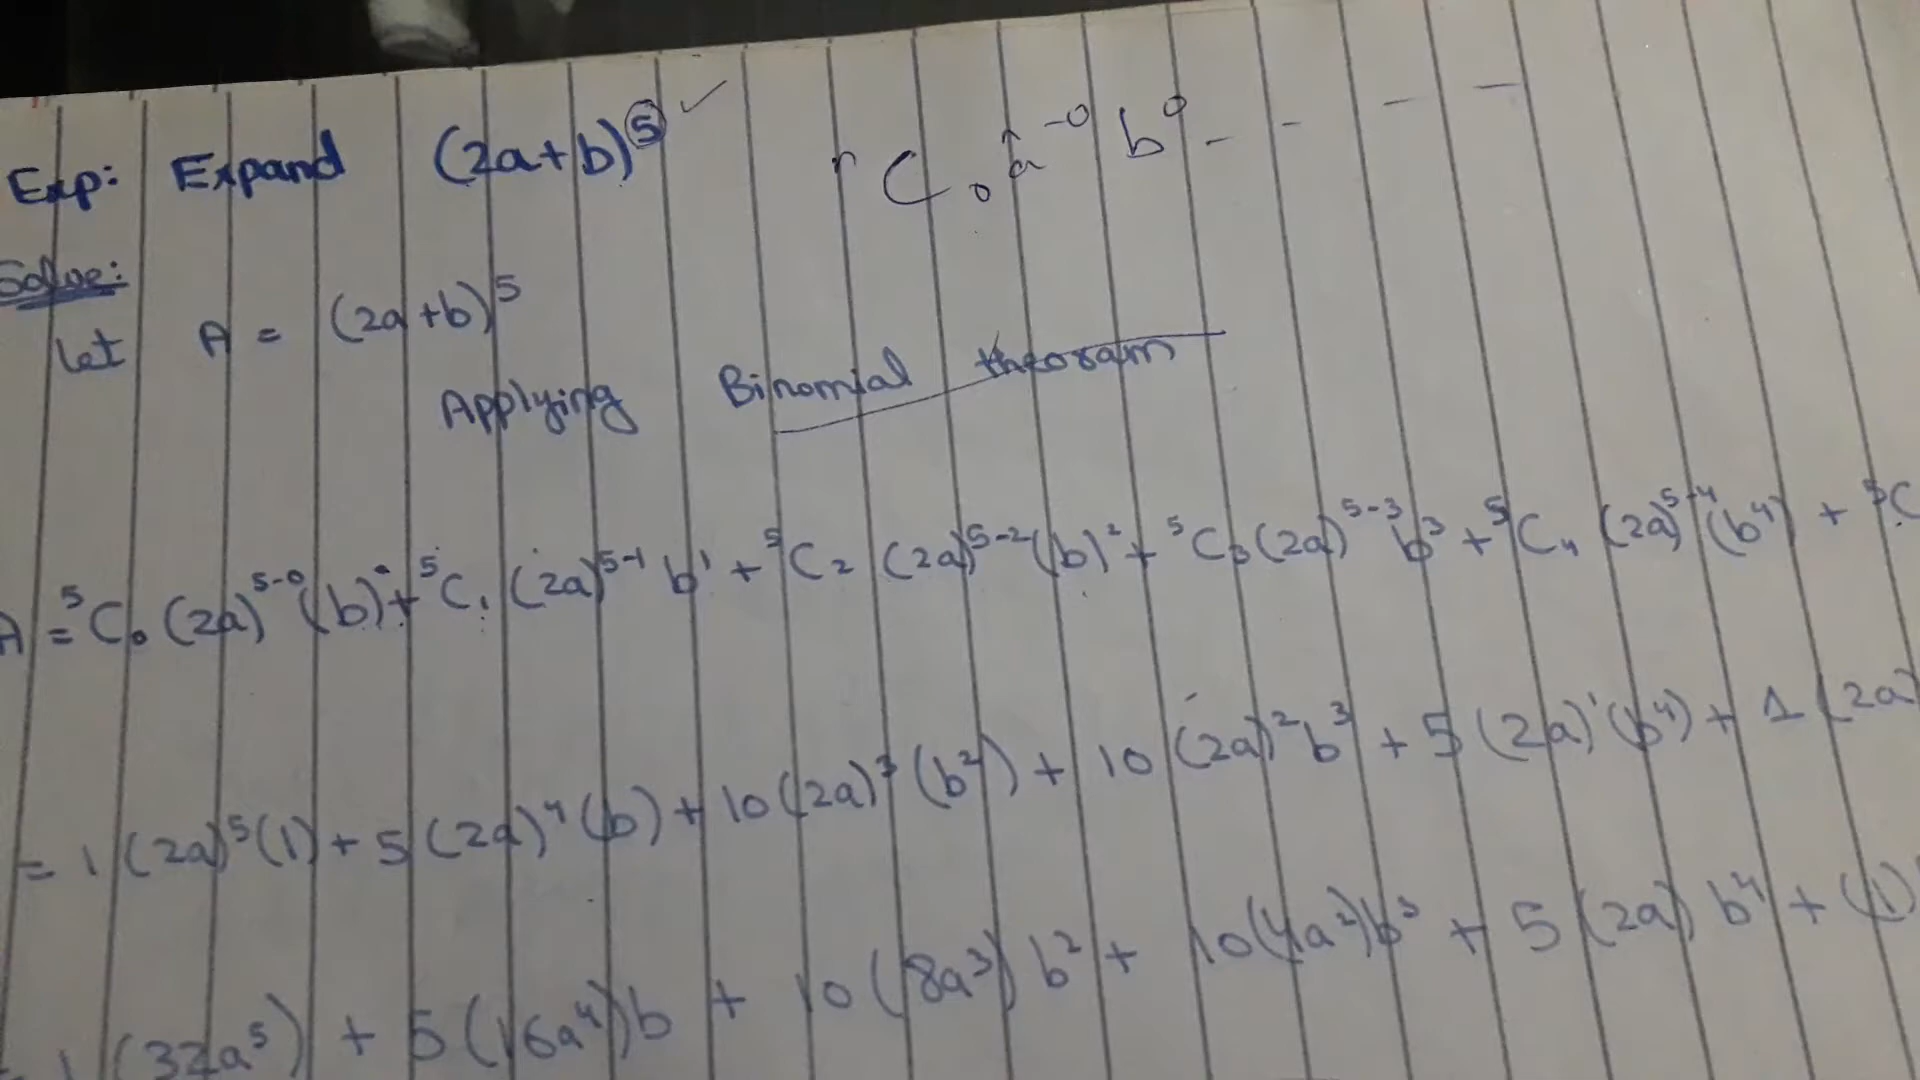 Exp: Expand (2a+b)⁵ ✓ ⁿC₀ aⁿ⁻⁰ b⁰ - - - -
Solve:
Let A = (2a+b)⁵
Applying Binomial theoram
A = ⁵C₀ (2a)⁵⁻⁰ (b)⁰ + ⁵C₁ (2a)⁵⁻¹ b¹ + ⁵C₂ (2a)⁵⁻² (b)² + ⁵C₃ (2a)⁵⁻³ b³ + ⁵C₄ (2a)⁵⁻⁴ (b⁴) + ⁵C
= 1 (2a)⁵ (1) + 5 (2a)⁴ (b) + 10 (2a)³ (b²) + 10 (2a)² b³ + 5 (2a)¹ (b⁴) + 1 (2a)
= 1 (32a⁵) + 5 (16a⁴) b + 10 (8a³) b² + 10 (4a²) b³ + 5 (2a) b⁴ + (1)